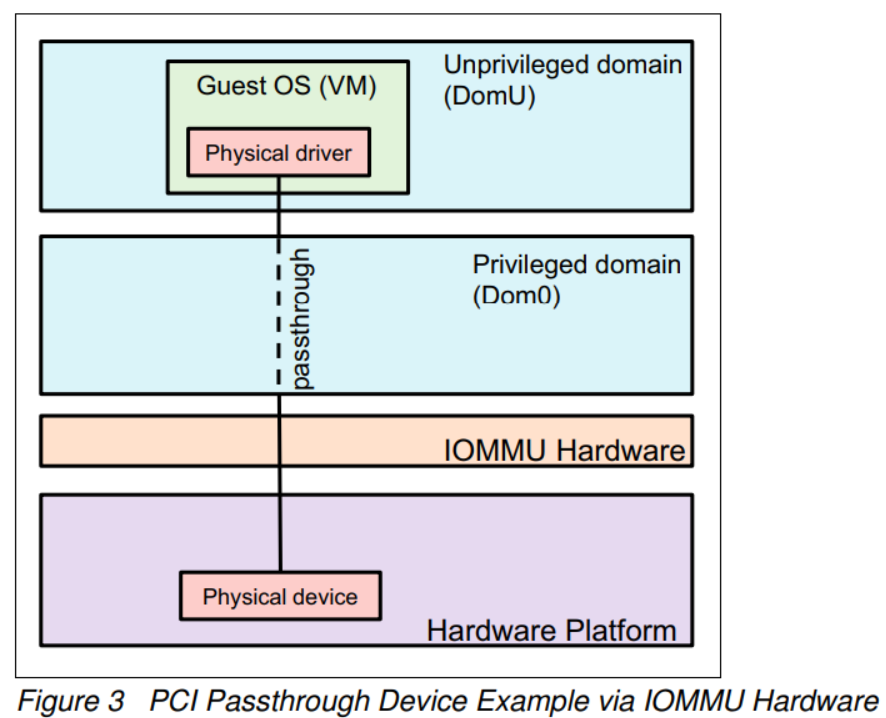 Guest OS (VM)
Unprivileged domain
(DomU)
Physical driver
passthrough
Privileged domain
(Dom0)
IOMMU Hardware
Physical device
Hardware Platform
Figure 3 PCI Passthrough Device Example via IOMMU Hardware